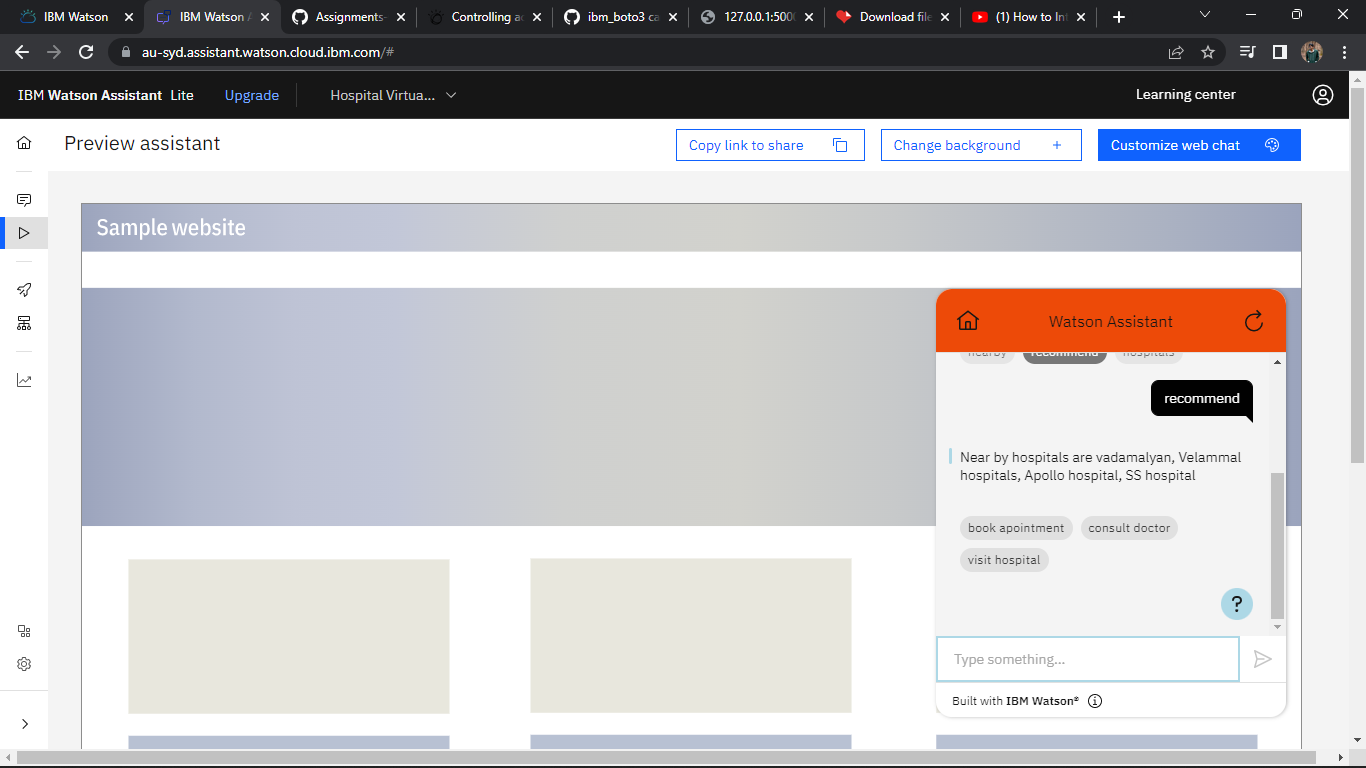 IBM Watson
IBM Watson A
Assignments-
Controlling ac
ibm_boto3 ca
127.0.0.1:5000
Download file
(1) How to Int
au-syd.assistant.watson.cloud.ibm.com/#
IBM Watson Assistant Lite
Upgrade
Hospital Virtua...
Learning center
Preview assistant
Copy link to share
Change background +
Customize web chat
Sample website
Watson Assistant
nearby
recommend
hospitals
recommend
Near by hospitals are vadamalyan, Velammal
hospitals, Apollo hospital, SS hospital
book apointment
consult doctor
visit hospital
?
Type something...
Built with IBM Watson®